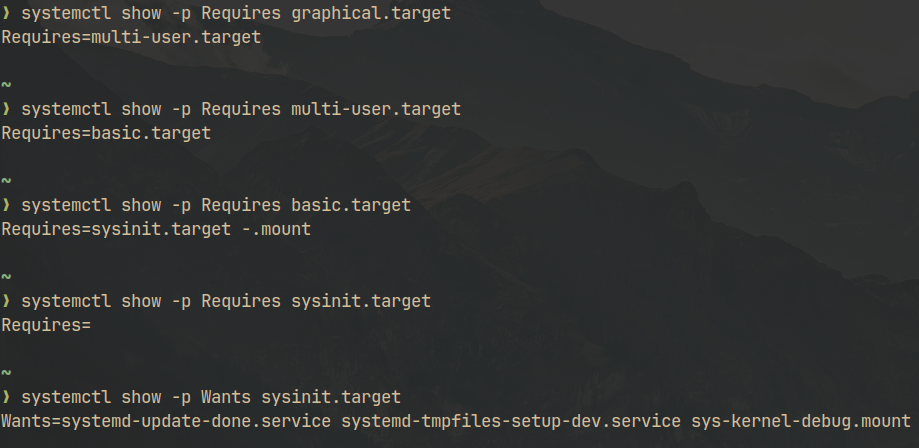 ❯ systemctl show -p Requires graphical.target
Requires=multi-user.target
~
❯ systemctl show -p Requires multi-user.target
Requires=basic.target
~
❯ systemctl show -p Requires basic.target
Requires=sysinit.target -.mount
~
❯ systemctl show -p Requires sysinit.target
Requires=
~
❯ systemctl show -p Wants sysinit.target
Wants=systemd-update-done.service systemd-tmpfiles-setup-dev.service sys-kernel-debug.mount